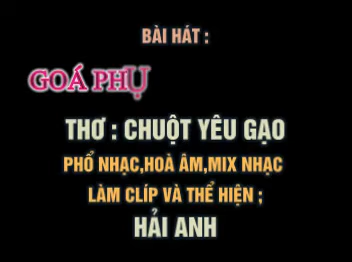 BÀI HÁT :
GOÁ PHỤ
THƠ : CHUỘT YÊU GẠO
PHỔ NHẠC,HOÀ ÂM,MIX NHẠC
LÀM CLÍP VÀ THỂ HIỆN ;
HẢI ANH